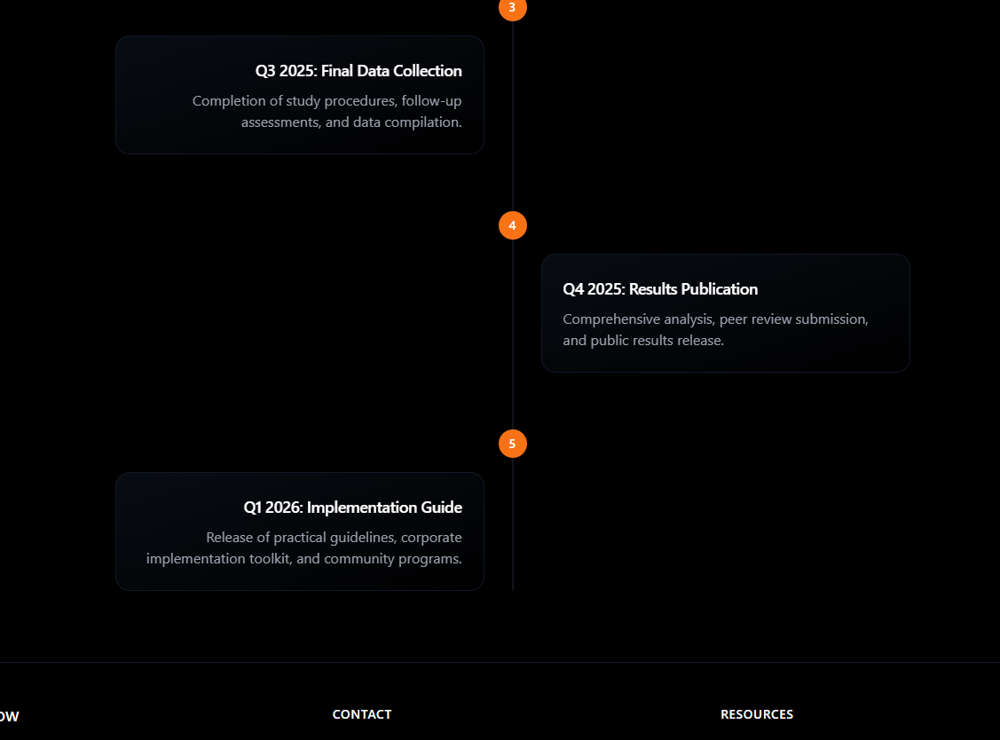 3
Q3 2025: Final Data Collection
Completion of study procedures, follow-up
assessments, and data compilation.
4
Q4 2025: Results Publication
Comprehensive analysis, peer review submission,
and public results release.
5
Q1 2026: Implementation Guide
Release of practical guidelines, corporate
implementation toolkit, and community programs.
CONTACT
RESOURCES